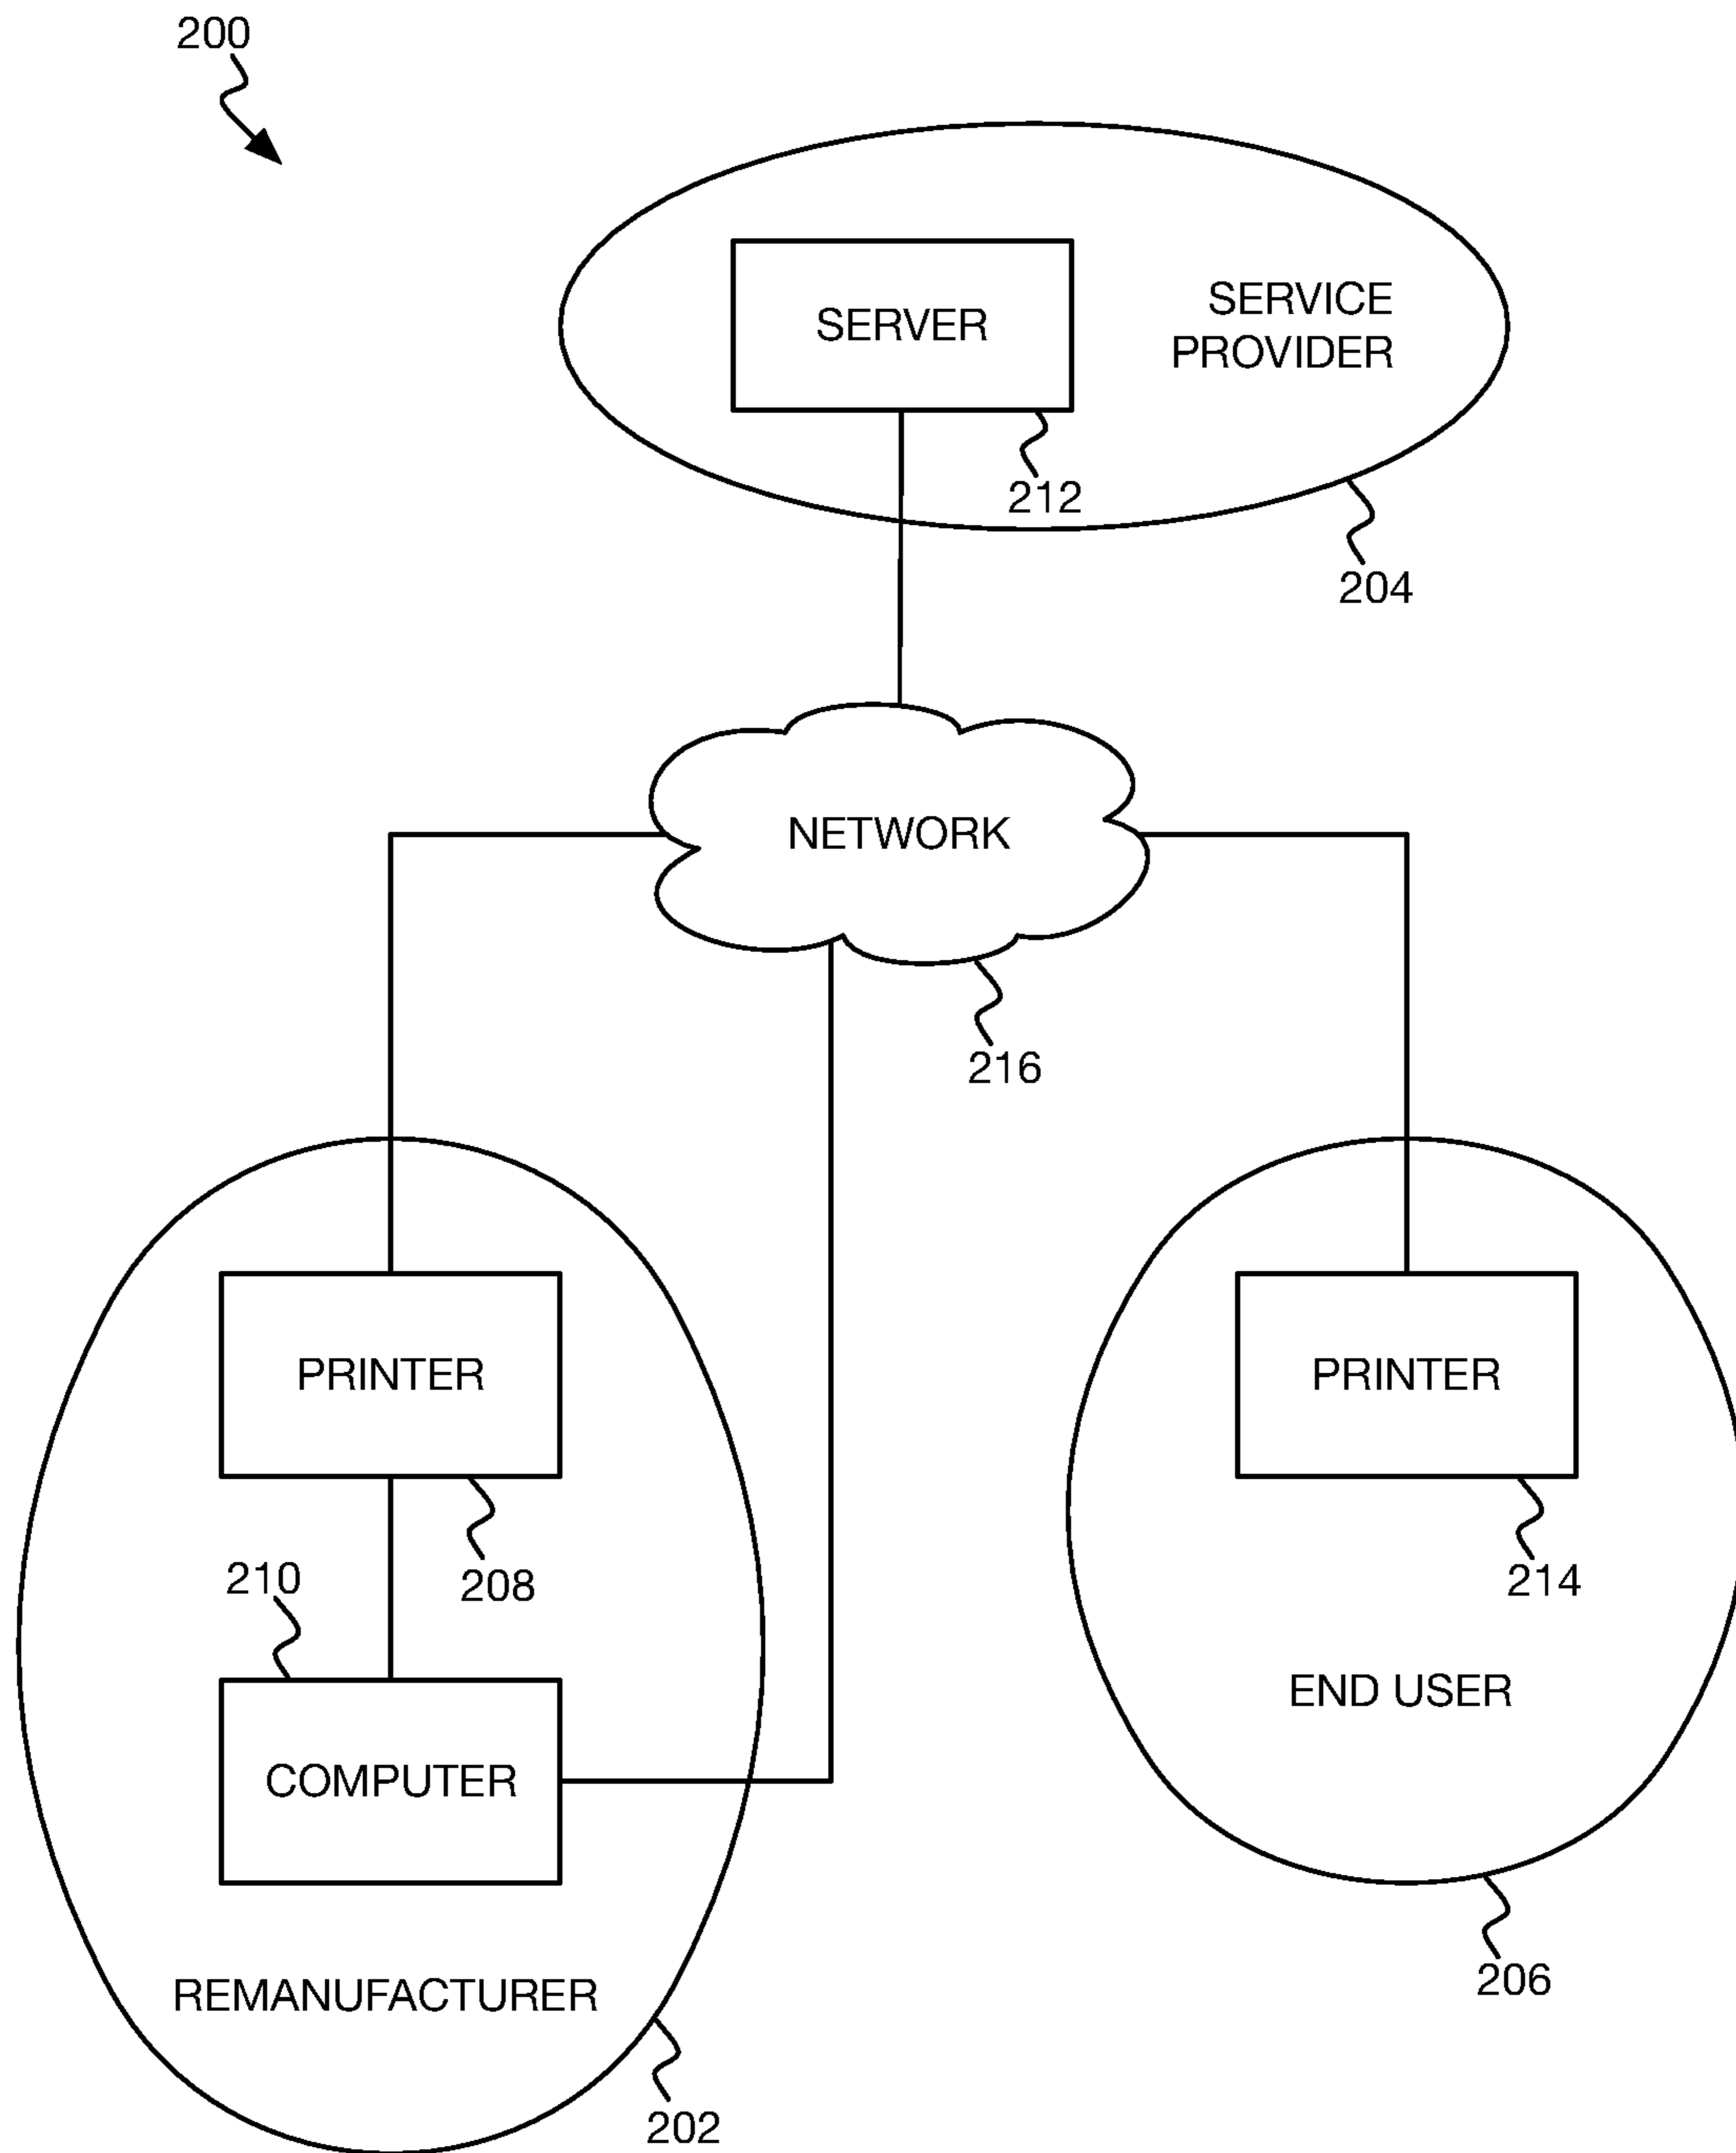 200
SERVER
SERVICE
PROVIDER
212
204
NETWORK
216
PRINTER
PRINTER
210
208
214
COMPUTER
END USER
REMANUFACTURER
206
202